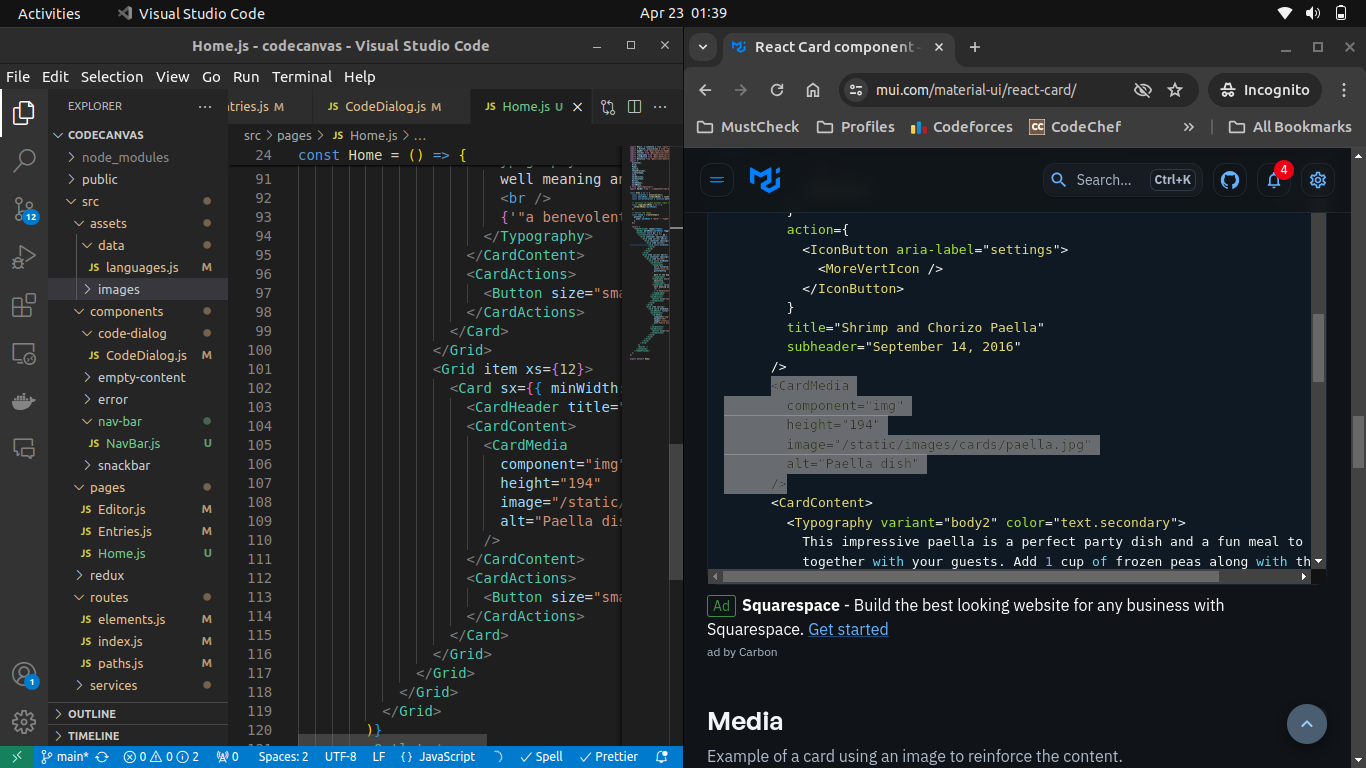 Activities
Visual Studio Code
Apr 23 01:39
Home.js - codecanvas - Visual Studio Code
File Edit Selection View Go Run Terminal Help
EXPLORER
CODECANVAS
node_modules
public
src
assets
data
JS languages.js M
images
components
code-dialog
JS CodeDialog.js M
empty-content
error
nav-bar
JS NavBar.js U
snackbar
pages
JS Editor.js M
JS Entries.js M
JS Home.js U
redux
routes
JS elements.js M
JS index.js M
JS paths.js M
services
OUTLINE
TIMELINE
12
1
ntries.js M
JS CodeDialog.js M
JS Home.js U
src > pages > JS Home.js > ...
24 const Home = () => {
91 well meaning an
92 <br />
93 {'"a benevolent
94 </Typography>
95 </CardContent>
96 <CardActions>
97 <Button size="sma
98 </CardActions>
99 </Card>
100 </Grid>
101 <Grid item xs={12}>
102 <Card sx={{ minWidth:
103 <CardHeader title="
104 <CardContent>
105 <CardMedia
106 component="img"
107 height="194"
108 image="/static/
109 alt="Paella dis
110 />
111 </CardContent>
112 <CardActions>
113 <Button size="sma
114 </CardActions>
115 </Card>
116 </Grid>
117 </Grid>
118 </Grid>
119 </Grid>
120 )}
main* 0 0 2 0 Spaces: 2 UTF-8 LF {} JavaScript Spell Prettier
React Card component
mui.com/material-ui/react-card/
Incognito
MustCheck
Profiles
Codeforces
CC CodeChef
» All Bookmarks
Search... Ctrl+K
4
}
action={
<IconButton aria-label="settings">
<MoreVertIcon />
</IconButton>
}
title="Shrimp and Chorizo Paella"
subheader="September 14, 2016"
/>
<CardMedia
component="img"
height="194"
image="/static/images/cards/paella.jpg"
alt="Paella dish"
/>
<CardContent>
<Typography variant="body2" color="text.secondary">
This impressive paella is a perfect party dish and a fun meal to
together with your guests. Add 1 cup of frozen peas along with th
Ad Squarespace - Build the best looking website for any business with
Squarespace. Get started
ad by Carbon
Media
Example of a card using an image to reinforce the content.